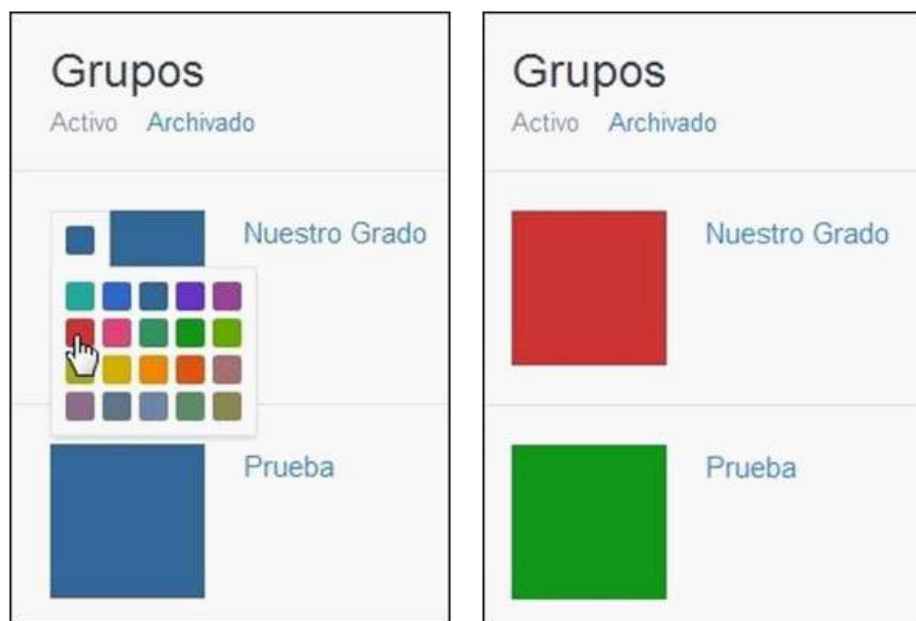 Grupos
Activo Archivado
Nuestro Grado
Prueba
Grupos
Activo Archivado
Nuestro Grado
Prueba